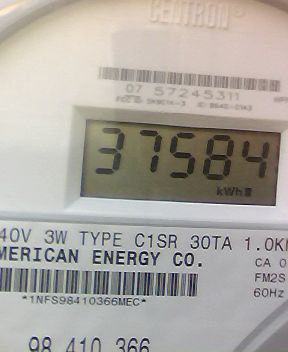 CENTRON®
07 57245311
37584
kWh
40V 3W TYPE C1SR 30TA 1.0K
MERICAN ENERGY CO.
CA 0
FM2S
60Hz
*1NFS98410366MEC*
98 410 366